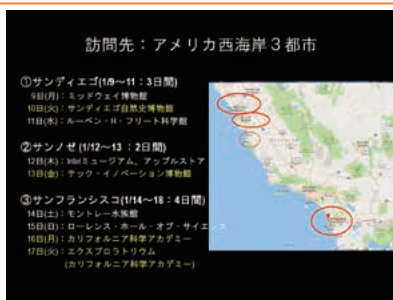 訪問先：アメリカ西海岸３都市
①サンディエゴ(1/9〜11：3日間)
9日(月)：ミッドウェイ博物館
10日(火)：サンディエゴ自然史博物館
11日(水)：ルーベン・H・フリート科学館
②サンノゼ(1/12〜13：2日間)
12日(木)：Intelミュージアム、アップルストア
13日(金)：テック・イノベーション博物館
③サンフランシスコ(1/14〜18：4日間)
14日(土)：モントレー水族館
15日(日)：ローレンス・ホール・オブ・サイエンス
16日(月)：カリフォルニア科学アカデミー
17日(火)：エクスプロラトリウム
(カリフォルニア科学アカデミー)